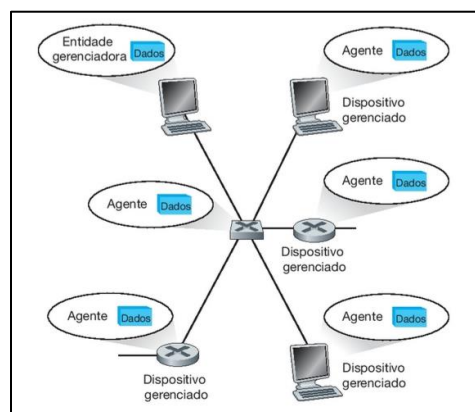 Entidade
gerenciadora Dados
Agente Dados
Dispositivo
gerenciado
Agente Dados
Agente Dados
Dispositivo
gerenciado
Agente Dados
Dispositivo
gerenciado
Agente Dados
Dispositivo
gerenciado